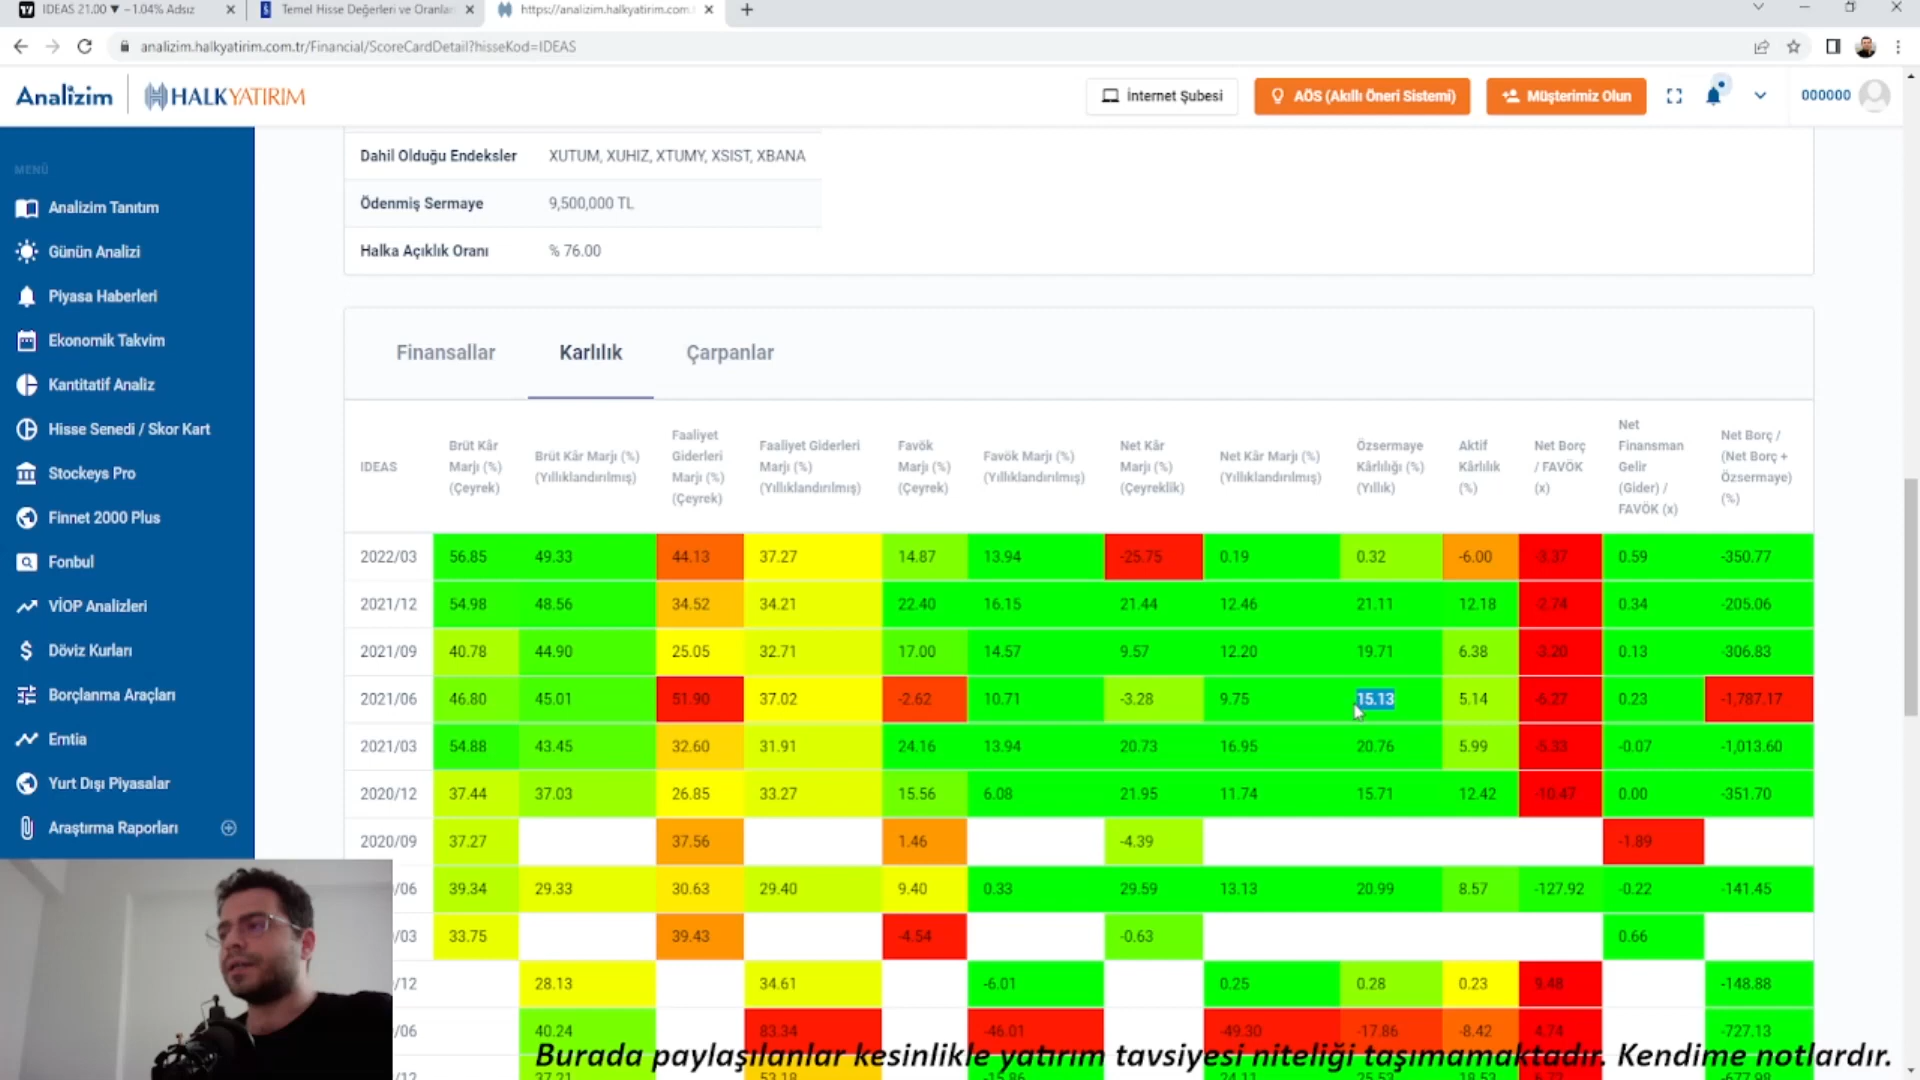 IDEAS 21.00 ▼ −1.04% Adsız
Temel Hisse Değerleri ve Oranlar
https://analizim.halkyatirim.com.
analizim.halkyatirim.com.tr/Financial/ScoreCardDetail?hisseKod=IDEAS
Analizim HALKYATIRIM
İnternet Şubesi
AÖS (Akıllı Öneri Sistemi)
Müşterimiz Olun
000000
MENÜ
Analizim Tanıtım
Günün Analizi
Piyasa Haberleri
Ekonomik Takvim
Kantitatif Analiz
Hisse Senedi / Skor Kart
Stockeys Pro
Finnet 2000 Plus
Fonbul
VİOP Analizleri
Döviz Kurları
Borçlanma Araçları
Emtia
Yurt Dışı Piyasalar
Araştırma Raporları
Dahil Olduğu Endeksler XUTUM, XUHIZ, XTUMY, XSIST, XBANA
Ödenmiş Sermaye 9,500,000 TL
Halka Açıklık Oranı % 76.00
Finansallar Karlılık Çarpanlar
IDEAS
Brüt Kâr
Marjı (%)
(Çeyrek)
Brüt Kâr Marjı (%)
(Yıllıklandırılmış)
Faaliyet
Giderleri
Marjı (%)
(Çeyrek)
Faaliyet Giderleri
Marjı (%)
(Yıllıklandırılmış)
Favök
Marjı (%)
(Çeyrek)
Favök Marjı (%)
(Yıllıklandırılmış)
Net Kâr
Marjı (%)
(Çeyreklik)
Net Kâr Marjı (%)
(Yıllıklandırılmış)
Özsermaye
Kârlılığı (%)
(Yıllık)
Aktif
Kârlılık
(%)
Net Borç
/ FAVÖK
(x)
Net
Finansman
Gelir
(Gider) /
FAVÖK (x)
Net Borç /
(Net Borç +
Özsermaye)
(%)
2022/03 56.85 49.33 44.13 37.27 14.87 13.94 -25.75 0.19 0.32 -6.00 -3.37 0.59 -350.77
2021/12 54.98 48.56 34.52 34.21 22.40 16.15 21.44 12.46 21.11 12.18 -2.74 0.34 -205.06
2021/09 40.78 44.90 25.05 32.71 17.00 14.57 9.57 12.20 19.71 6.38 -3.20 0.13 -306.83
2021/06 46.80 45.01 51.90 37.02 -2.62 10.71 -3.28 9.75 15.13 5.14 -6.27 0.23 -1,787.17
2021/03 54.88 43.45 32.60 31.91 24.16 13.94 20.73 16.95 20.76 5.99 -5.33 -0.07 -1,013.60
2020/12 37.44 37.03 26.85 33.27 15.56 6.08 21.95 11.74 15.71 12.42 -10.47 0.00 -351.70
2020/09 37.27 37.56 1.46 -4.39 -1.89
/06 39.34 29.33 30.63 29.40 9.40 0.33 29.59 13.13 20.99 8.57 -127.92 -0.22 -141.45
/03 33.75 39.43 -4.54 -0.63 0.66
/12 28.13 34.61 -6.01 0.25 0.28 0.23 9.48 -148.88
/06 40.24 83.34 -46.01 -49.30 -17.86 -8.42 4.74 -727.13
Burada paylaşılanlar kesinlikle yatırım tavsiyesi niteliği taşımamaktadır. Kendime notlardır.
/12 37.21 53.18